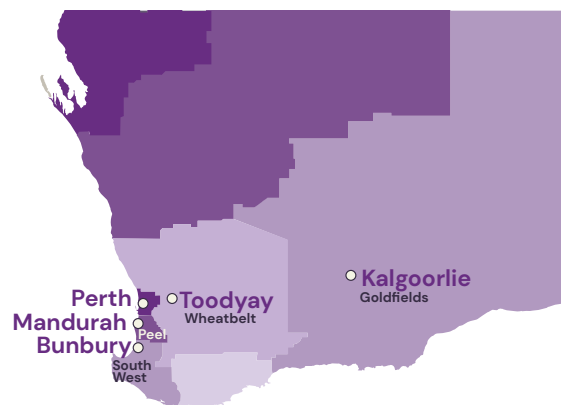 Kalgoorlie
Goldfields
Perth
Toodyay
Wheatbelt
Mandurah
Peel
Bunbury
South
West